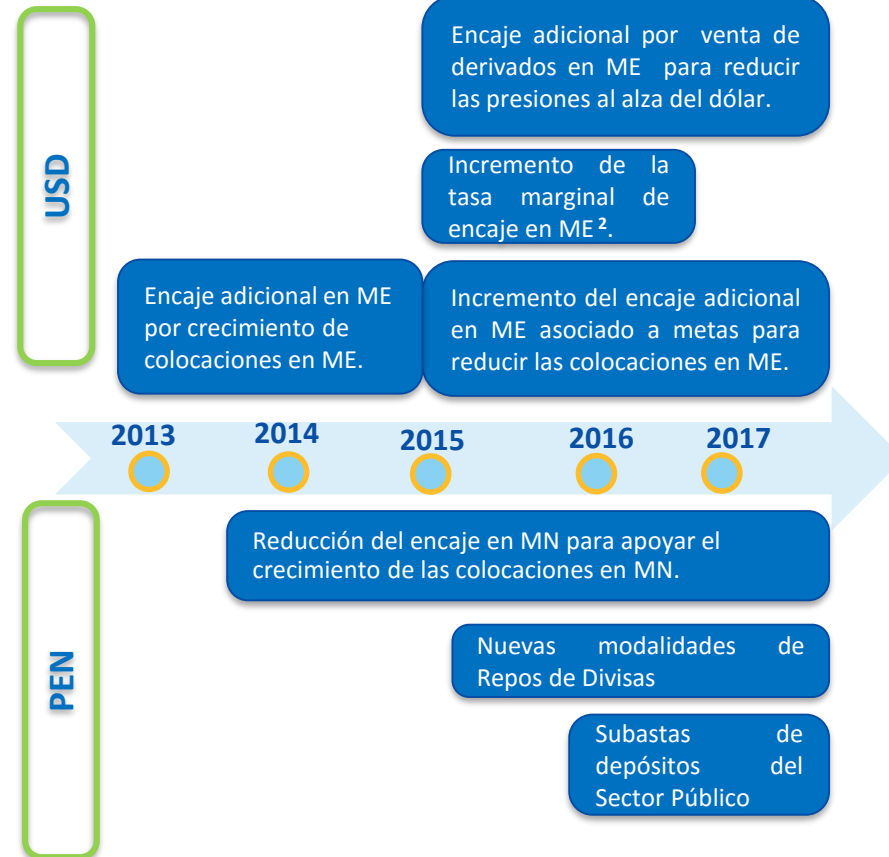 USD
Encaje adicional por venta de
derivados en ME para reducir
las presiones al alza del dólar.
Incremento de la
tasa marginal de
encaje en ME ².
Encaje adicional en ME
por crecimiento de
colocaciones en ME.
Incremento del encaje adicional
en ME asociado a metas para
reducir las colocaciones en ME.
2013 2014 2015 2016 2017
PEN
Reducción del encaje en MN para apoyar el
crecimiento de las colocaciones en MN.
Nuevas modalidades de
Repos de Divisas
Subastas de
depósitos del
Sector Público